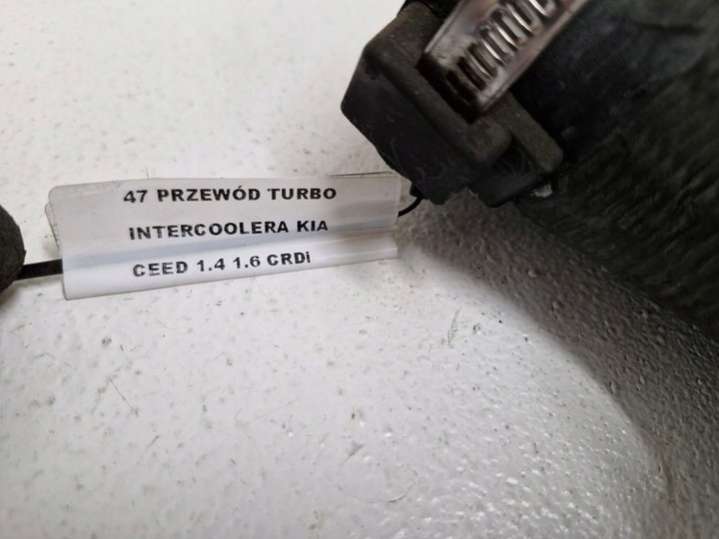 47 PRZEWÓD TURBO
INTERCOOLERA KIA
CEED 1.4 1.6 CRDi